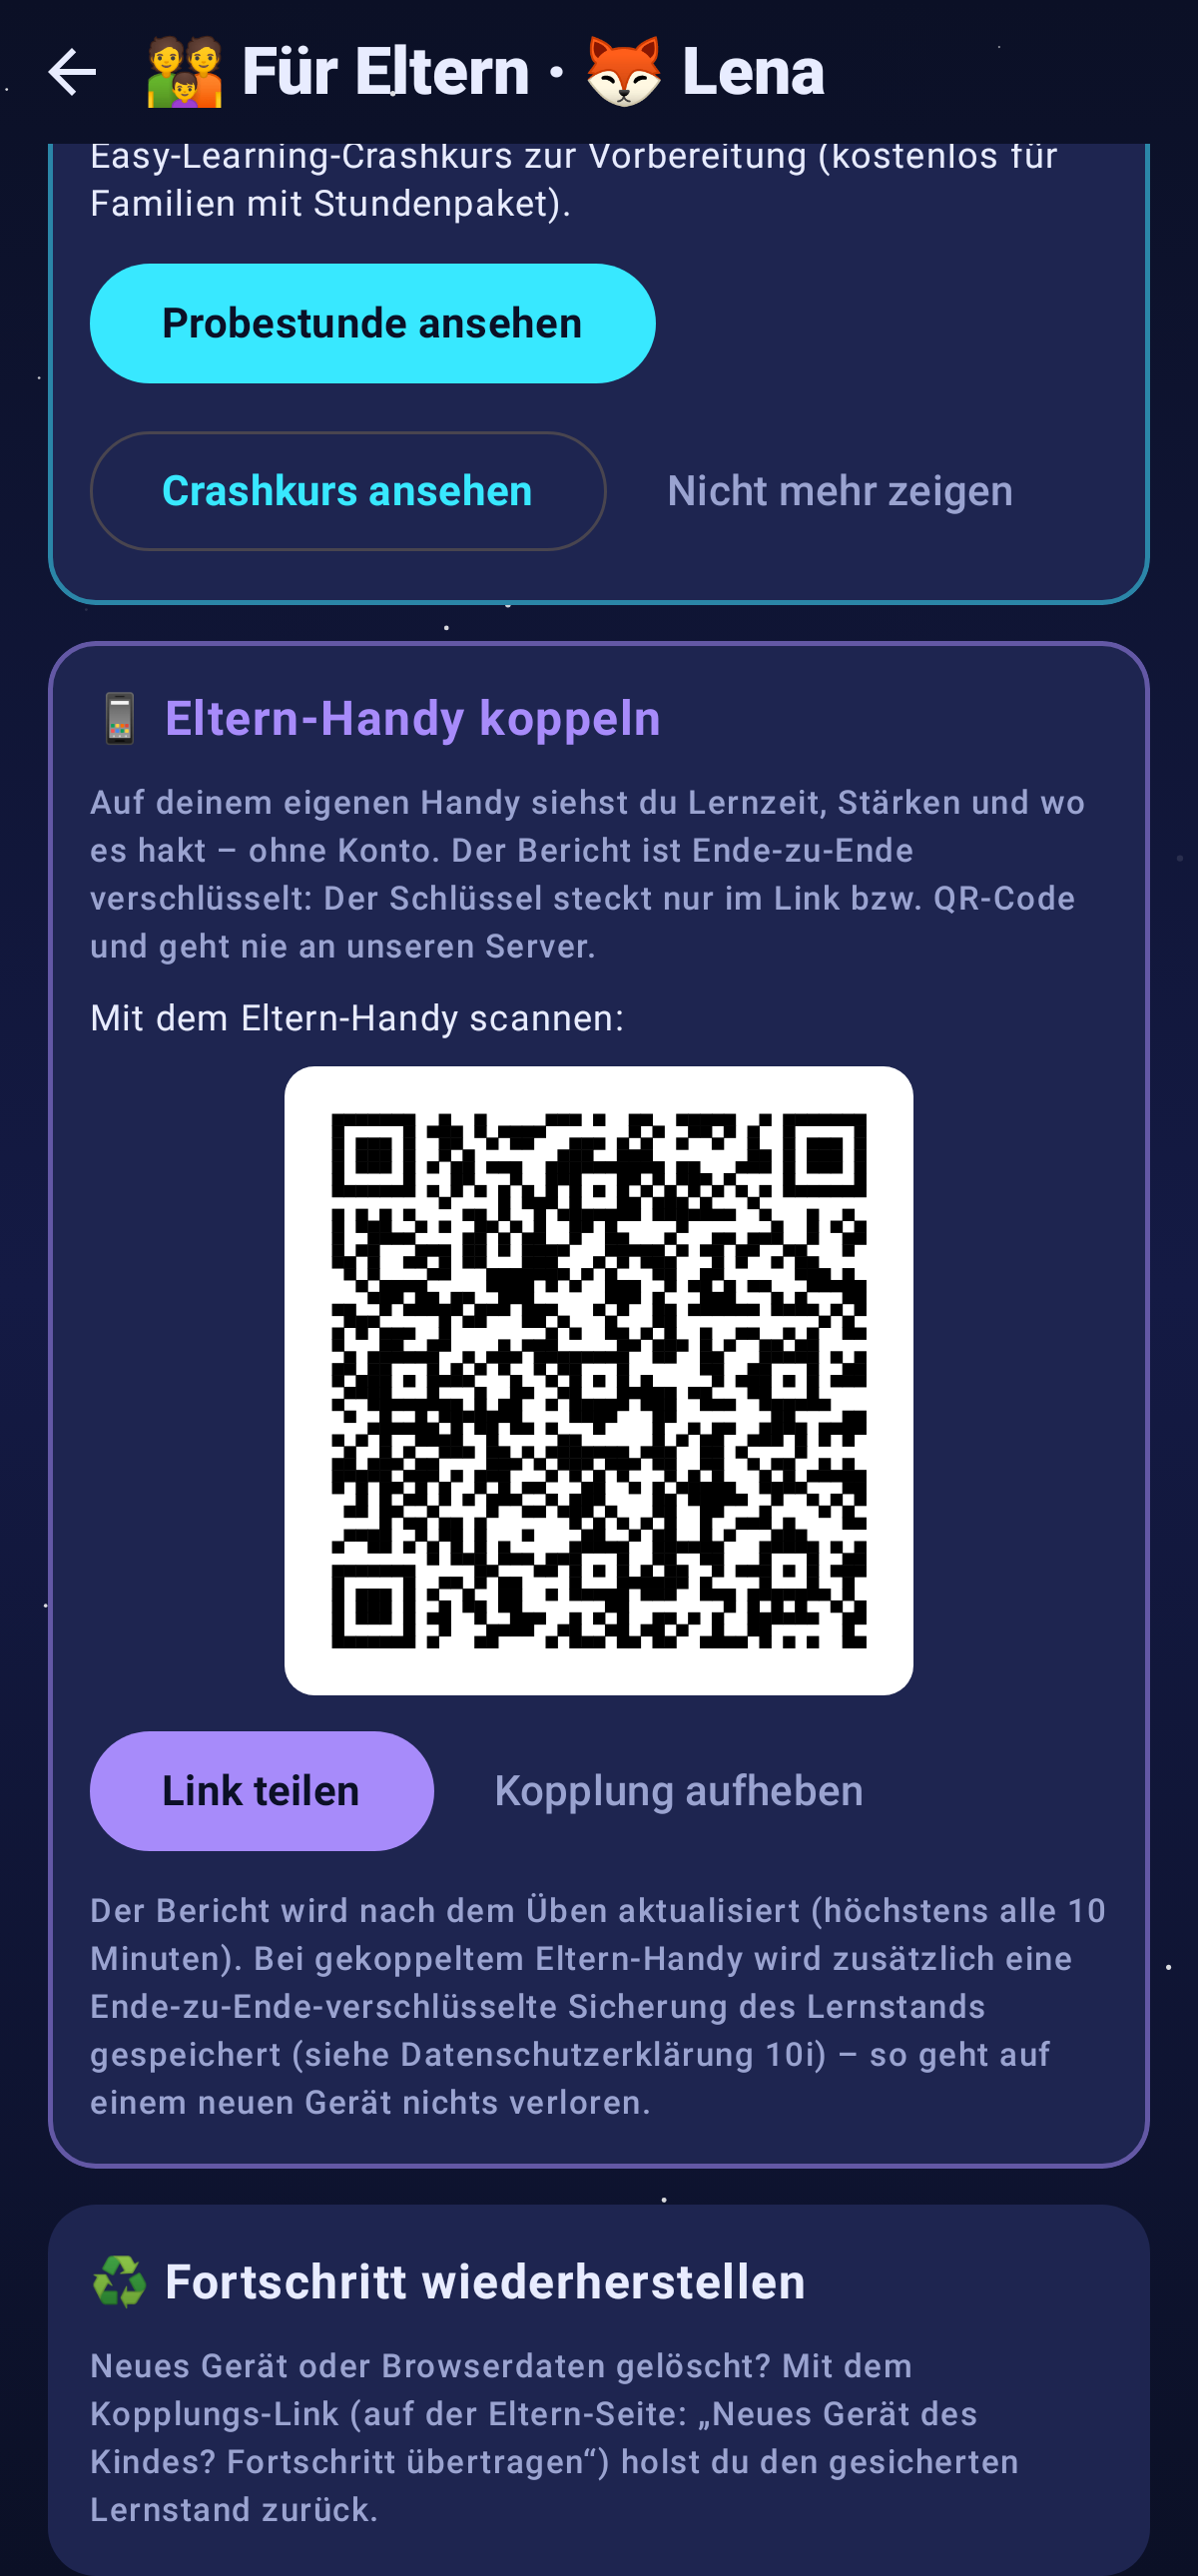 Für Eltern · Lena
Easy-Learning-Crashkurs zur Vorbereitung (kostenlos für
Familien mit Stundenpaket).
Probestunde ansehen
Crashkurs ansehen
Nicht mehr zeigen
Eltern-Handy koppeln
Auf deinem eigenen Handy siehst du Lernzeit, Stärken und wo
es hakt – ohne Konto. Der Bericht ist Ende-zu-Ende
verschlüsselt: Der Schlüssel steckt nur im Link bzw. QR-Code
und geht nie an unseren Server.
Mit dem Eltern-Handy scannen:
Link teilen
Kopplung aufheben
Der Bericht wird nach dem Üben aktualisiert (höchstens alle 10
Minuten). Bei gekoppeltem Eltern-Handy wird zusätzlich eine
Ende-zu-Ende-verschlüsselte Sicherung des Lernstands
gespeichert (siehe Datenschutzerklärung 10i) – so geht auf
einem neuen Gerät nichts verloren.
Fortschritt wiederherstellen
Neues Gerät oder Browserdaten gelöscht? Mit dem
Kopplungs-Link (auf der Eltern-Seite: „Neues Gerät des
Kindes? Fortschritt übertragen“) holst du den gesicherten
Lernstand zurück.